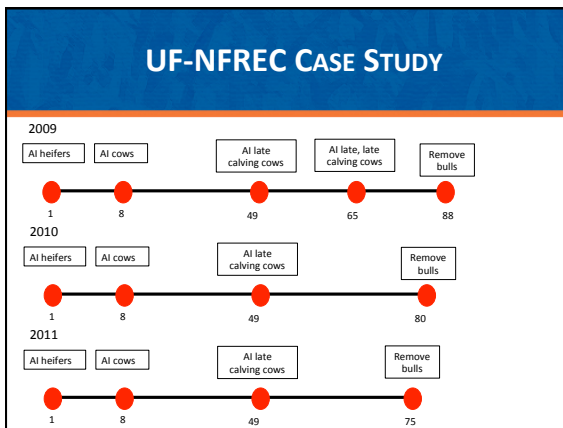 UF-NFREC CASE STUDY
2009
AI heifers
AI cows
AI late
calving cows
AI late, late
calving cows
Remove
bulls
1 8 49 65 88
2010
AI heifers
AI cows
AI late
calving cows
Remove
bulls
1 8 49 80
2011
AI heifers
AI cows
AI late
calving cows
Remove
bulls
1 8 49 75